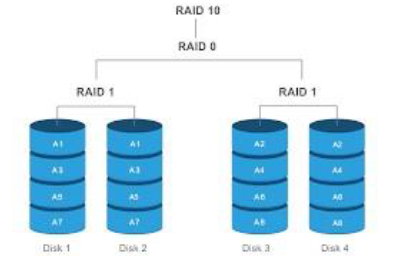 RAID 10
RAID 0
RAID 1 RAID 1
A1 A1 A2 A2
A3 A3 A4 A4
A5 A5 A6 A6
A7 A7 A8 A8
Disk 1 Disk 2 Disk 3 Disk 4